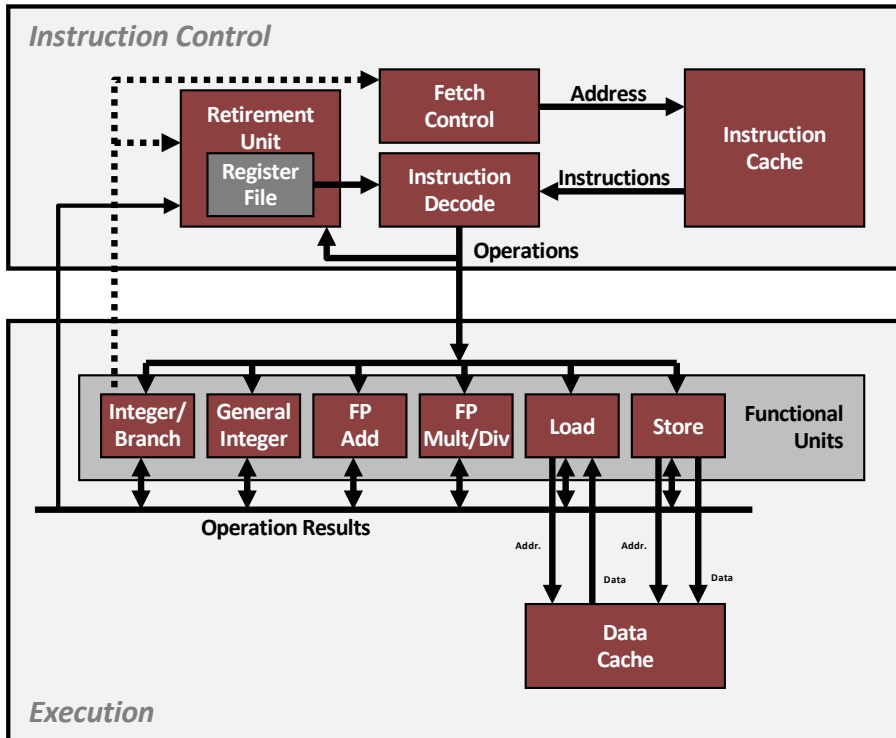 Instruction Control
Fetch
Control
Address
Instruction
Cache
Retirement
Unit
Register
File
Instruction
Decode
Instructions
Operations
Integer/
Branch
General
Integer
FP
Add
FP
Mult/Div
Load
Store
Functional
Units
Operation Results
Addr.
Addr.
Data
Data
Data
Cache
Execution